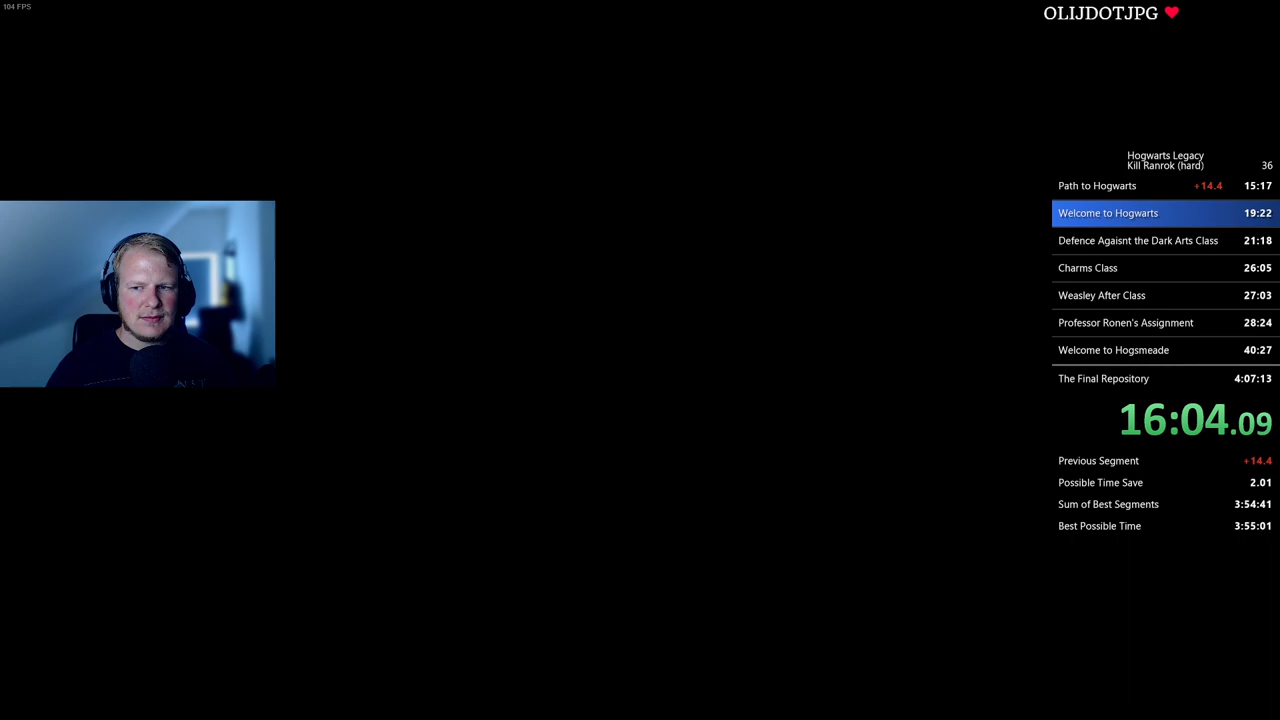 104 FPS
OLIJDOTJPG
Hogwarts Legacy
Kill Ranrok (hard) 36
Path to Hogwarts +14.4 15:17
Welcome to Hogwarts 19:22
Defence Agaisnt the Dark Arts Class 21:18
Charms Class 26:05
Weasley After Class 27:03
Professor Ronen's Assignment 28:24
Welcome to Hogsmeade 40:27
The Final Repository 4:07:13
16:04.09
Previous Segment +14.4
Possible Time Save 2.01
Sum of Best Segments 3:54:41
Best Possible Time 3:55:01